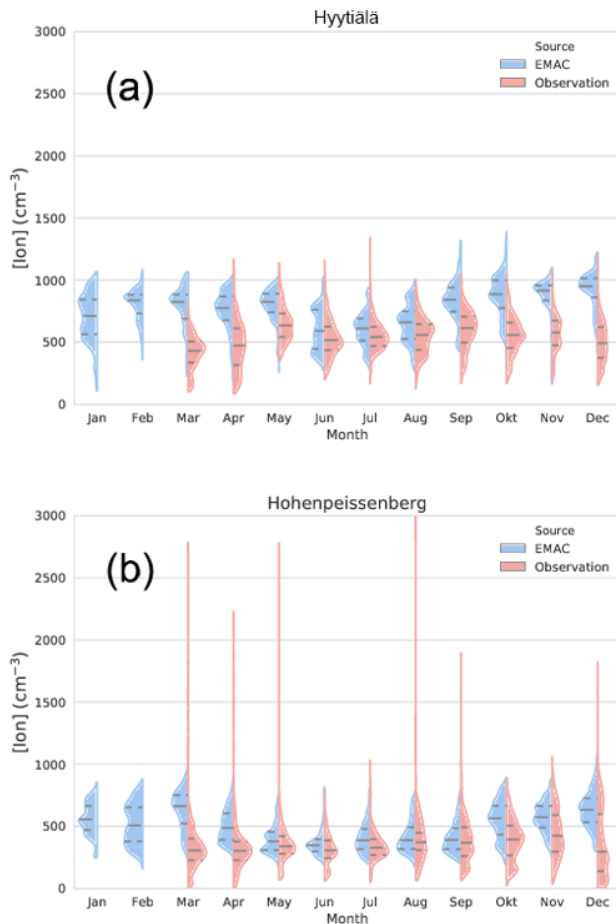 Hyytiälä
3000
2500
2000
1500
1000
500
0
[Ion] (cm⁻³)
(a)
Source
EMAC
Observation
Jan Feb Mar Apr May Jun Jul Aug Sep Okt Nov Dec
Month
Hohenpeissenberg
3000
2500
2000
1500
1000
500
0
[Ion] (cm⁻³)
(b)
Source
EMAC
Observation
Jan Feb Mar Apr May Jun Jul Aug Sep Okt Nov Dec
Month